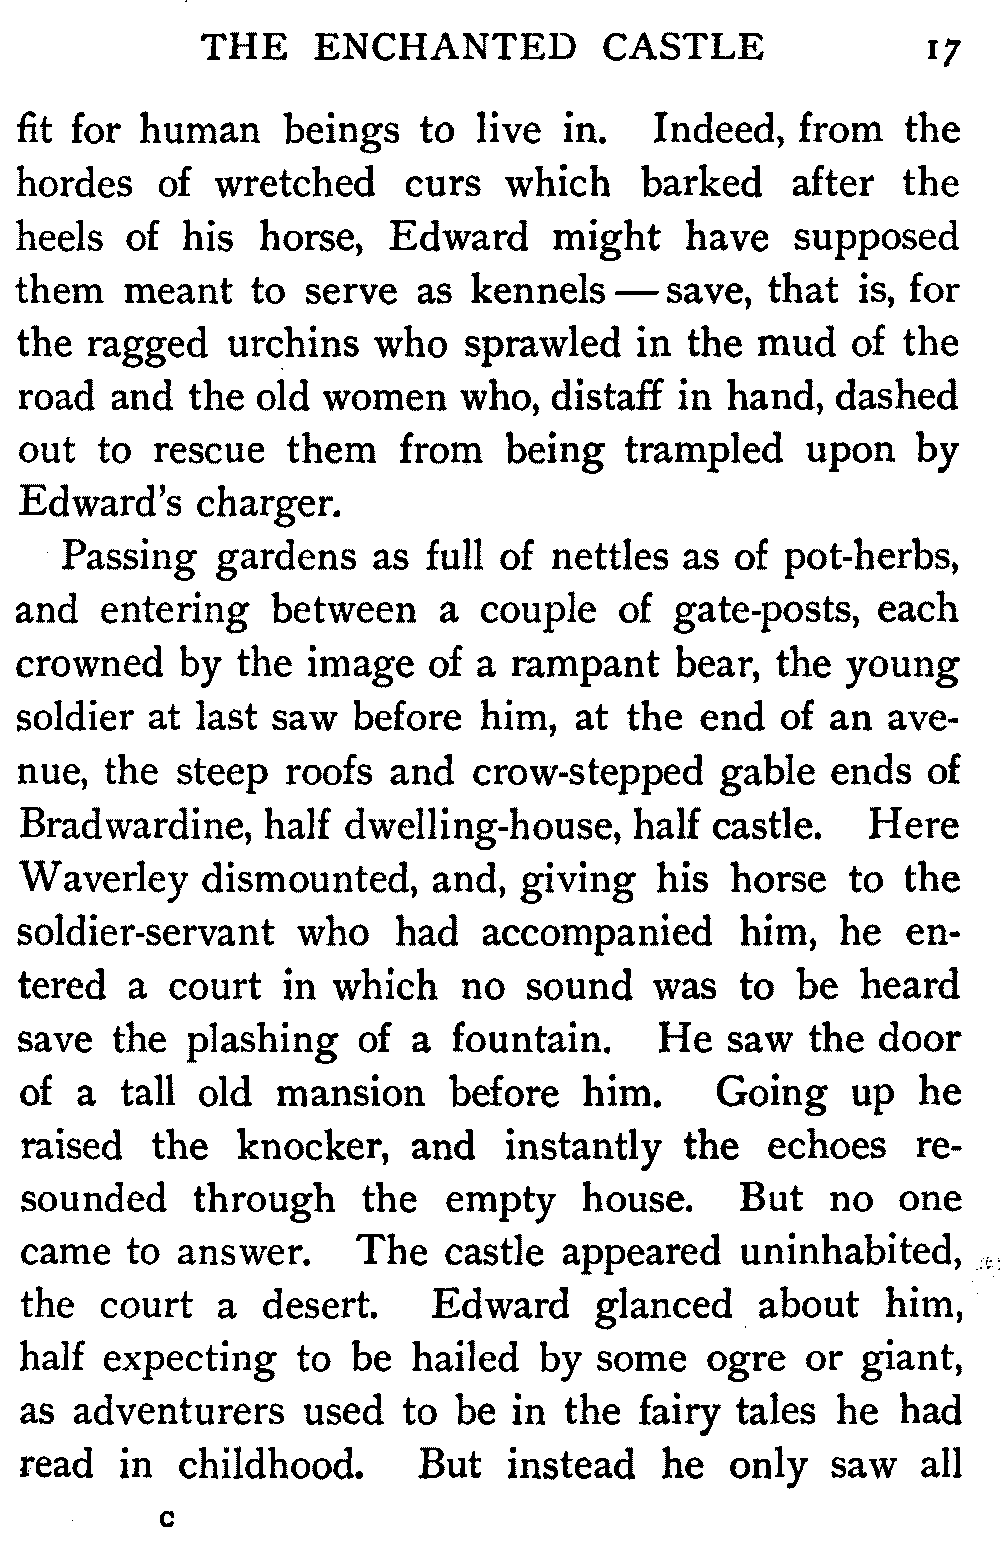 THE ENCHANTED CASTLE 17
fit for human beings to live in. Indeed, from the
hordes of wretched curs which barked after the
heels of his horse, Edward might have supposed
them meant to serve as kennels — save, that is, for
the ragged urchins who sprawled in the mud of the
road and the old women who, distaff in hand, dashed
out to rescue them from being trampled upon by
Edward's charger.
Passing gardens as full of nettles as of pot-herbs,
and entering between a couple of gate-posts, each
crowned by the image of a rampant bear, the young
soldier at last saw before him, at the end of an ave-
nue, the steep roofs and crow-stepped gable ends of
Bradwardine, half dwelling-house, half castle. Here
Waverley dismounted, and, giving his horse to the
soldier-servant who had accompanied him, he en-
tered a court in which no sound was to be heard
save the plashing of a fountain. He saw the door
of a tall old mansion before him. Going up he
raised the knocker, and instantly the echoes re-
sounded through the empty house. But no one
came to answer. The castle appeared uninhabited,
the court a desert. Edward glanced about him,
half expecting to be hailed by some ogre or giant,
as adventurers used to be in the fairy tales he had
read in childhood. But instead he only saw all
C